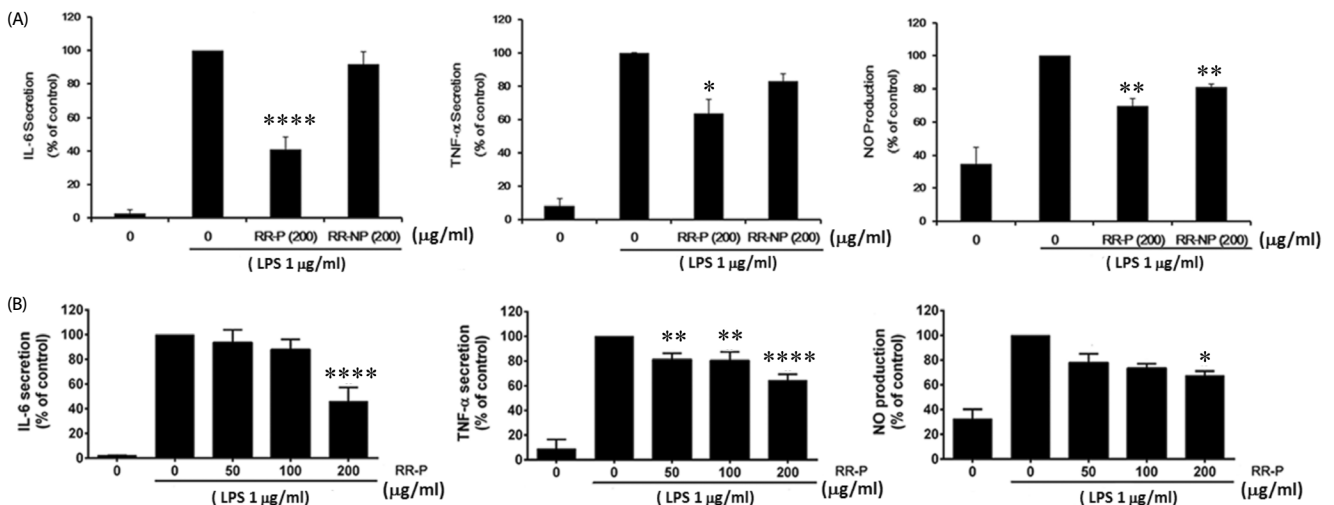 (A)
IL-6 Secretion
(% of control)
120
100
80
60
40
20
0
****
0 0 RR-P (200) RR-NP (200) (μg/ml)
( LPS 1 μg/ml)
TNF-α Secretion
(% of control)
120
100
80
60
40
20
0
*
0 0 RR-P (200) RR-NP (200) (μg/ml)
( LPS 1 μg/ml)
NO Production
(% of control)
120
100
80
60
40
20
0
** **
0 0 RR-P (200) RR-NP (200) (μg/ml)
( LPS 1 μg/ml)
(B)
IL-6 secretion
(% of control)
120
100
80
60
40
20
0
****
0 0 50 100 200 RR-P
( LPS 1 μg/ml) (μg/ml)
TNF-α secretion
(% of control)
120
100
80
60
40
20
0
** ** ****
0 0 50 100 200 RR-P
( LPS 1 μg/ml) (μg/ml)
NO production
(% of control)
120
100
80
60
40
20
0
*
0 0 50 100 200 RR-P
( LPS 1 μg/ml) (μg/ml)